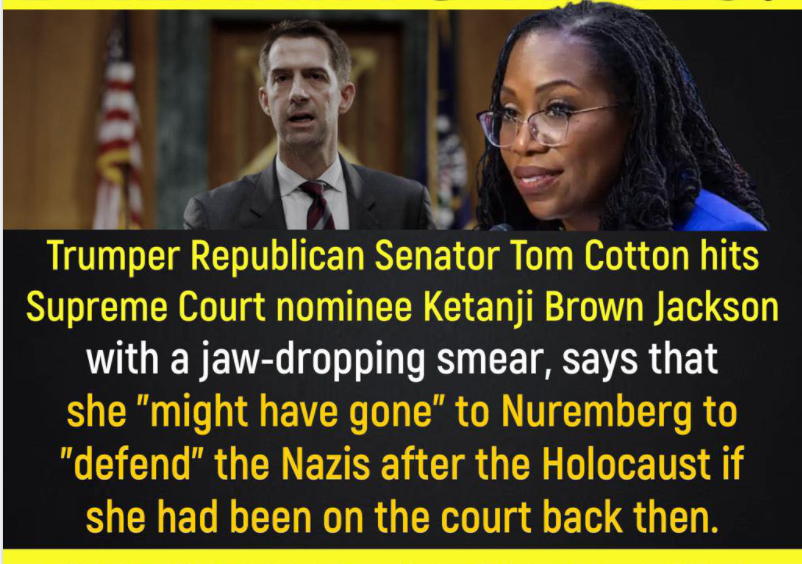 Trumper Republican Senator Tom Cotton hits
Supreme Court nominee Ketanji Brown Jackson
with a jaw-dropping smear, says that
she "might have gone" to Nuremberg to
"defend" the Nazis after the Holocaust if
she had been on the court back then.